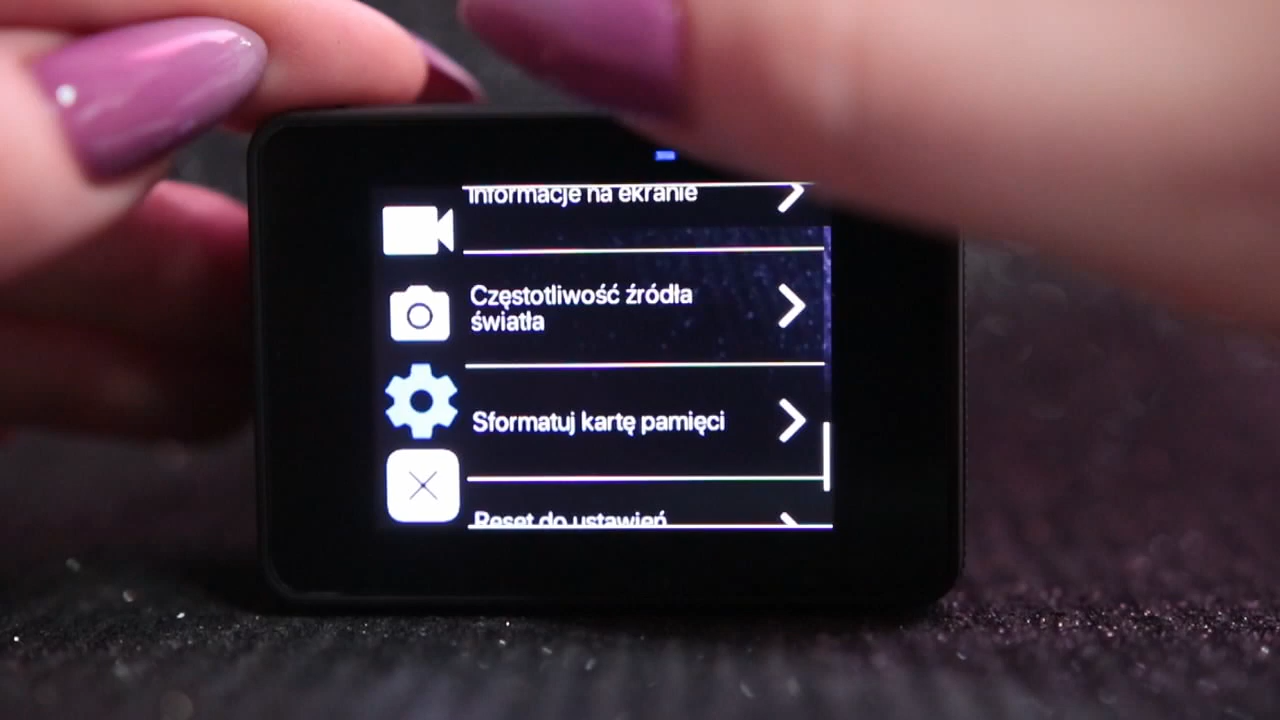 Informacje na ekranie
Częstotliwość źródła
światła
Sformatuj kartę pamięci
Reset do ustawień